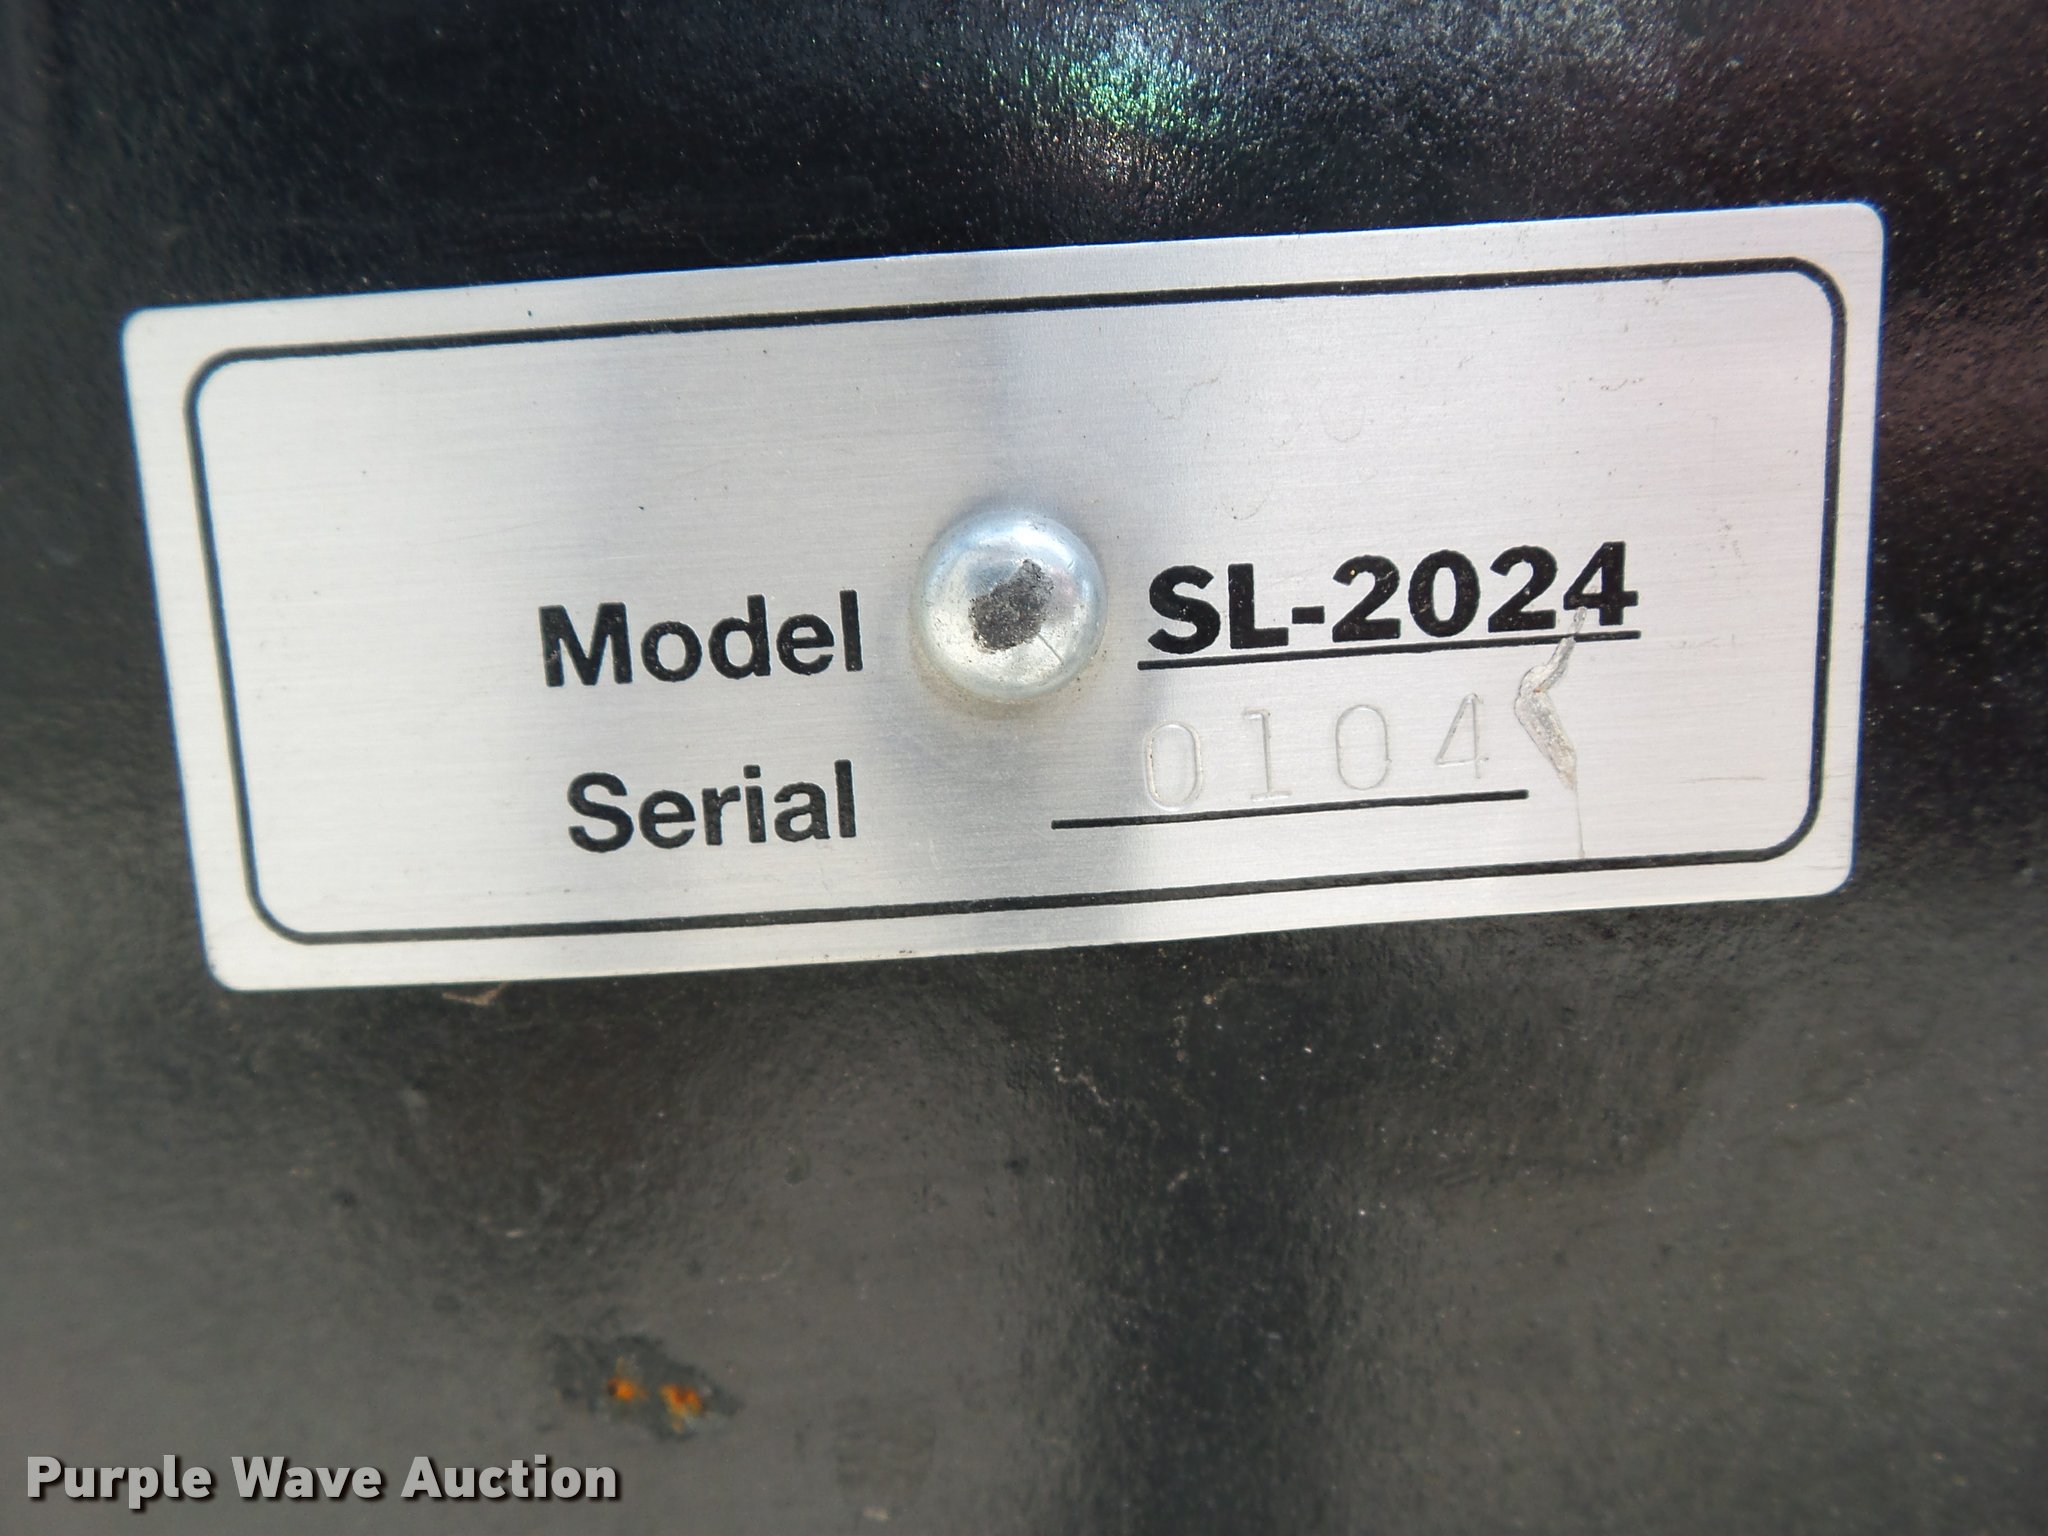 Model SL-2024
Serial 0104
Purple Wave Auction